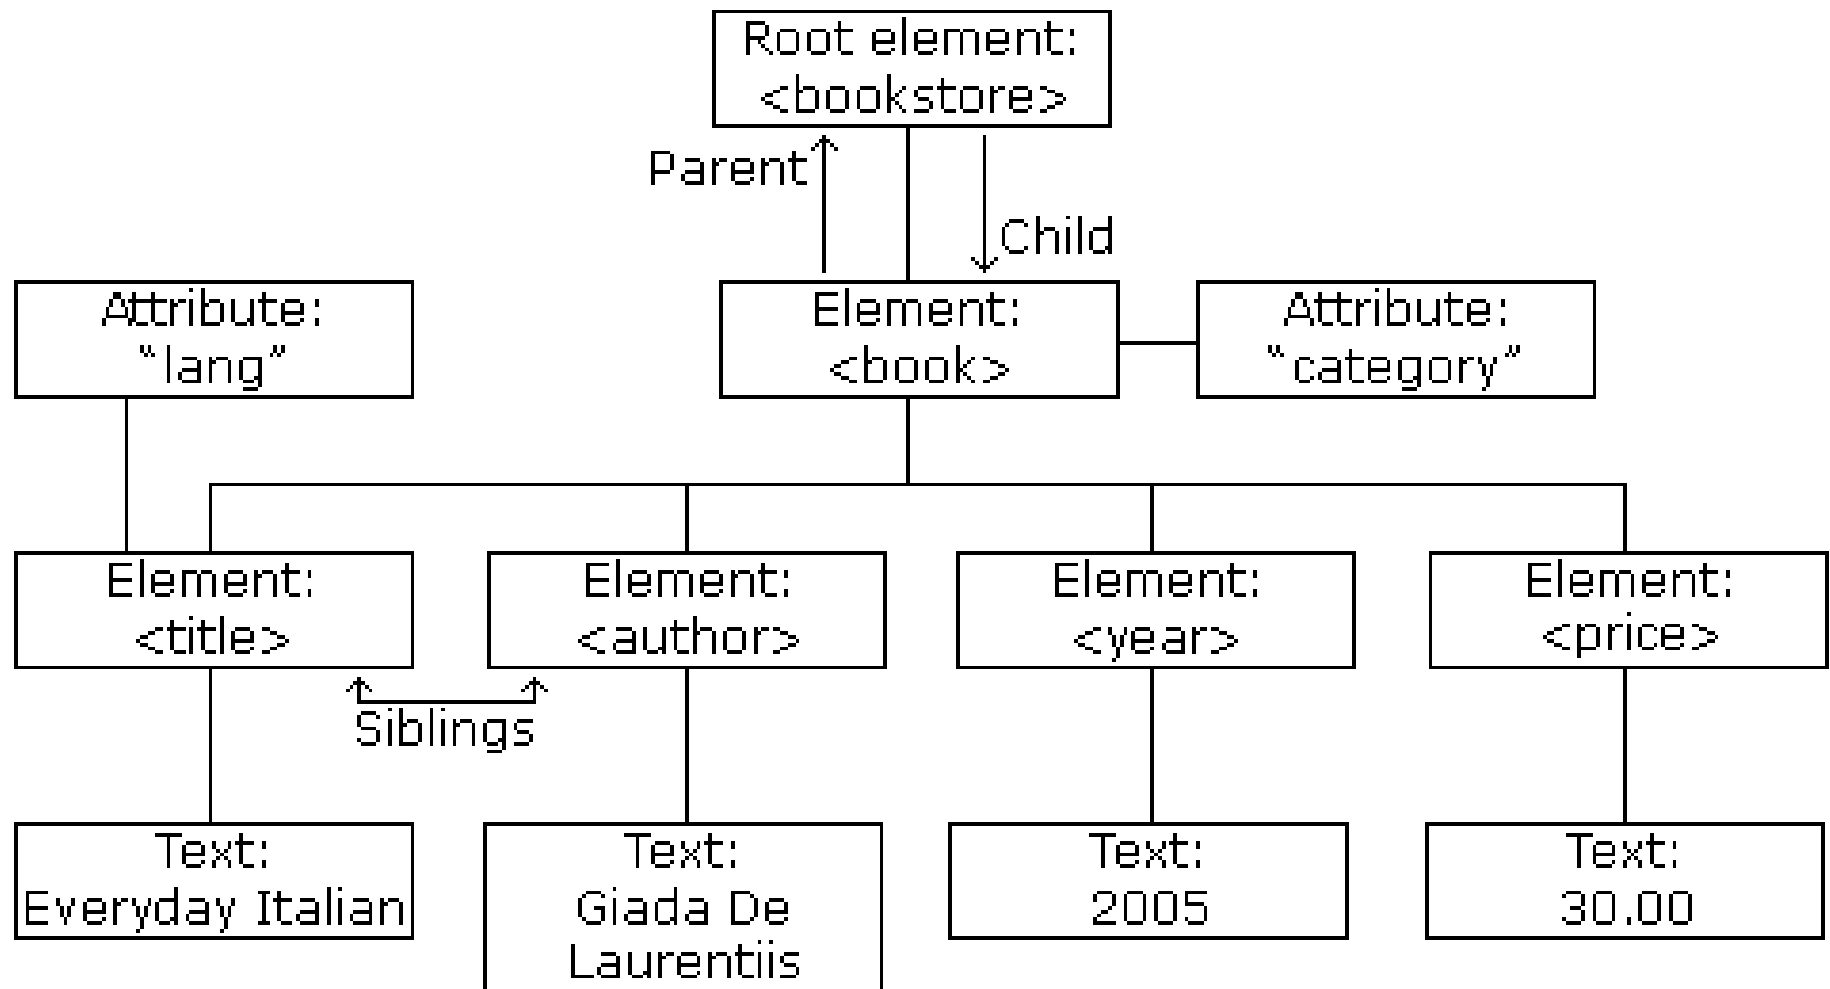 Root element:
<bookstore>
Parent
Child
Attribute:
“lang”
Element:
<book>
Attribute:
“category”
Element:
<title>
Element:
<author>
Element:
<year>
Element:
<price>
Siblings
Text:
Everyday Italian
Text:
Giada De
Laurentiis
Text:
2005
Text:
30.00